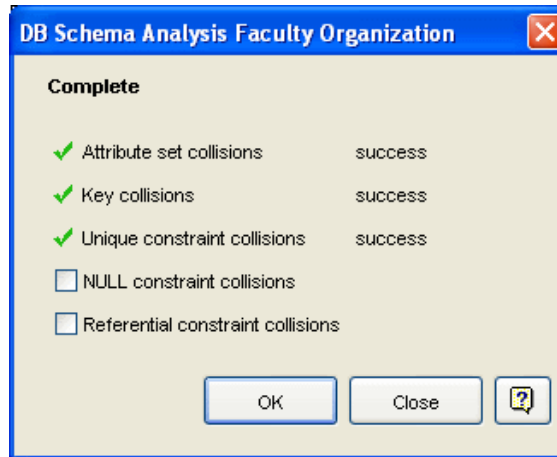 DB Schema Analysis Faculty Organization
Complete
Attribute set collisions success
Key collisions success
Unique constraint collisions success
NULL constraint collisions
Referential constraint collisions
OK Close ?